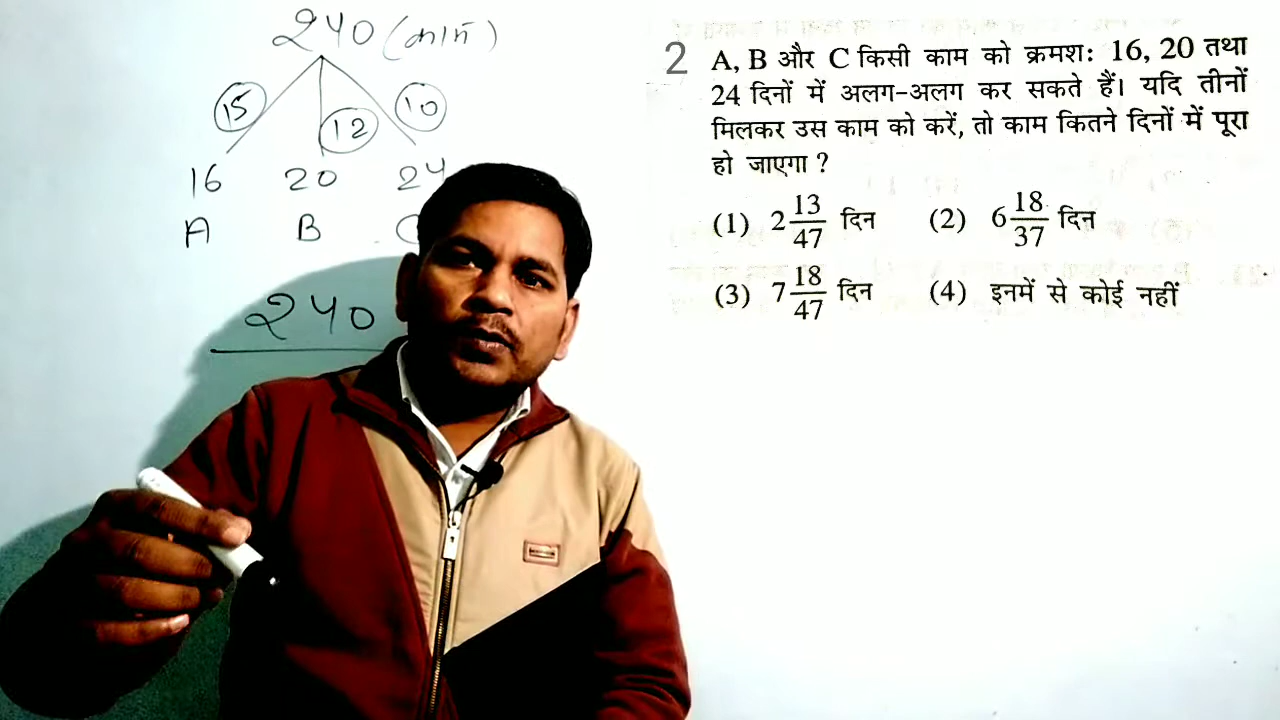 240 (काम)
15 12 10
16 20 24
A B C
240
2 A, B और C किसी काम को क्रमश: 16, 20 तथा
24 दिनों में अलग-अलग कर सकते हैं। यदि तीनों
मिलकर उस काम को करें, तो काम कितने दिनों में पूरा
हो जाएगा ?
(1) 2 13/47 दिन (2) 6 18/37 दिन
(3) 7 18/47 दिन (4) इनमें से कोई नहीं